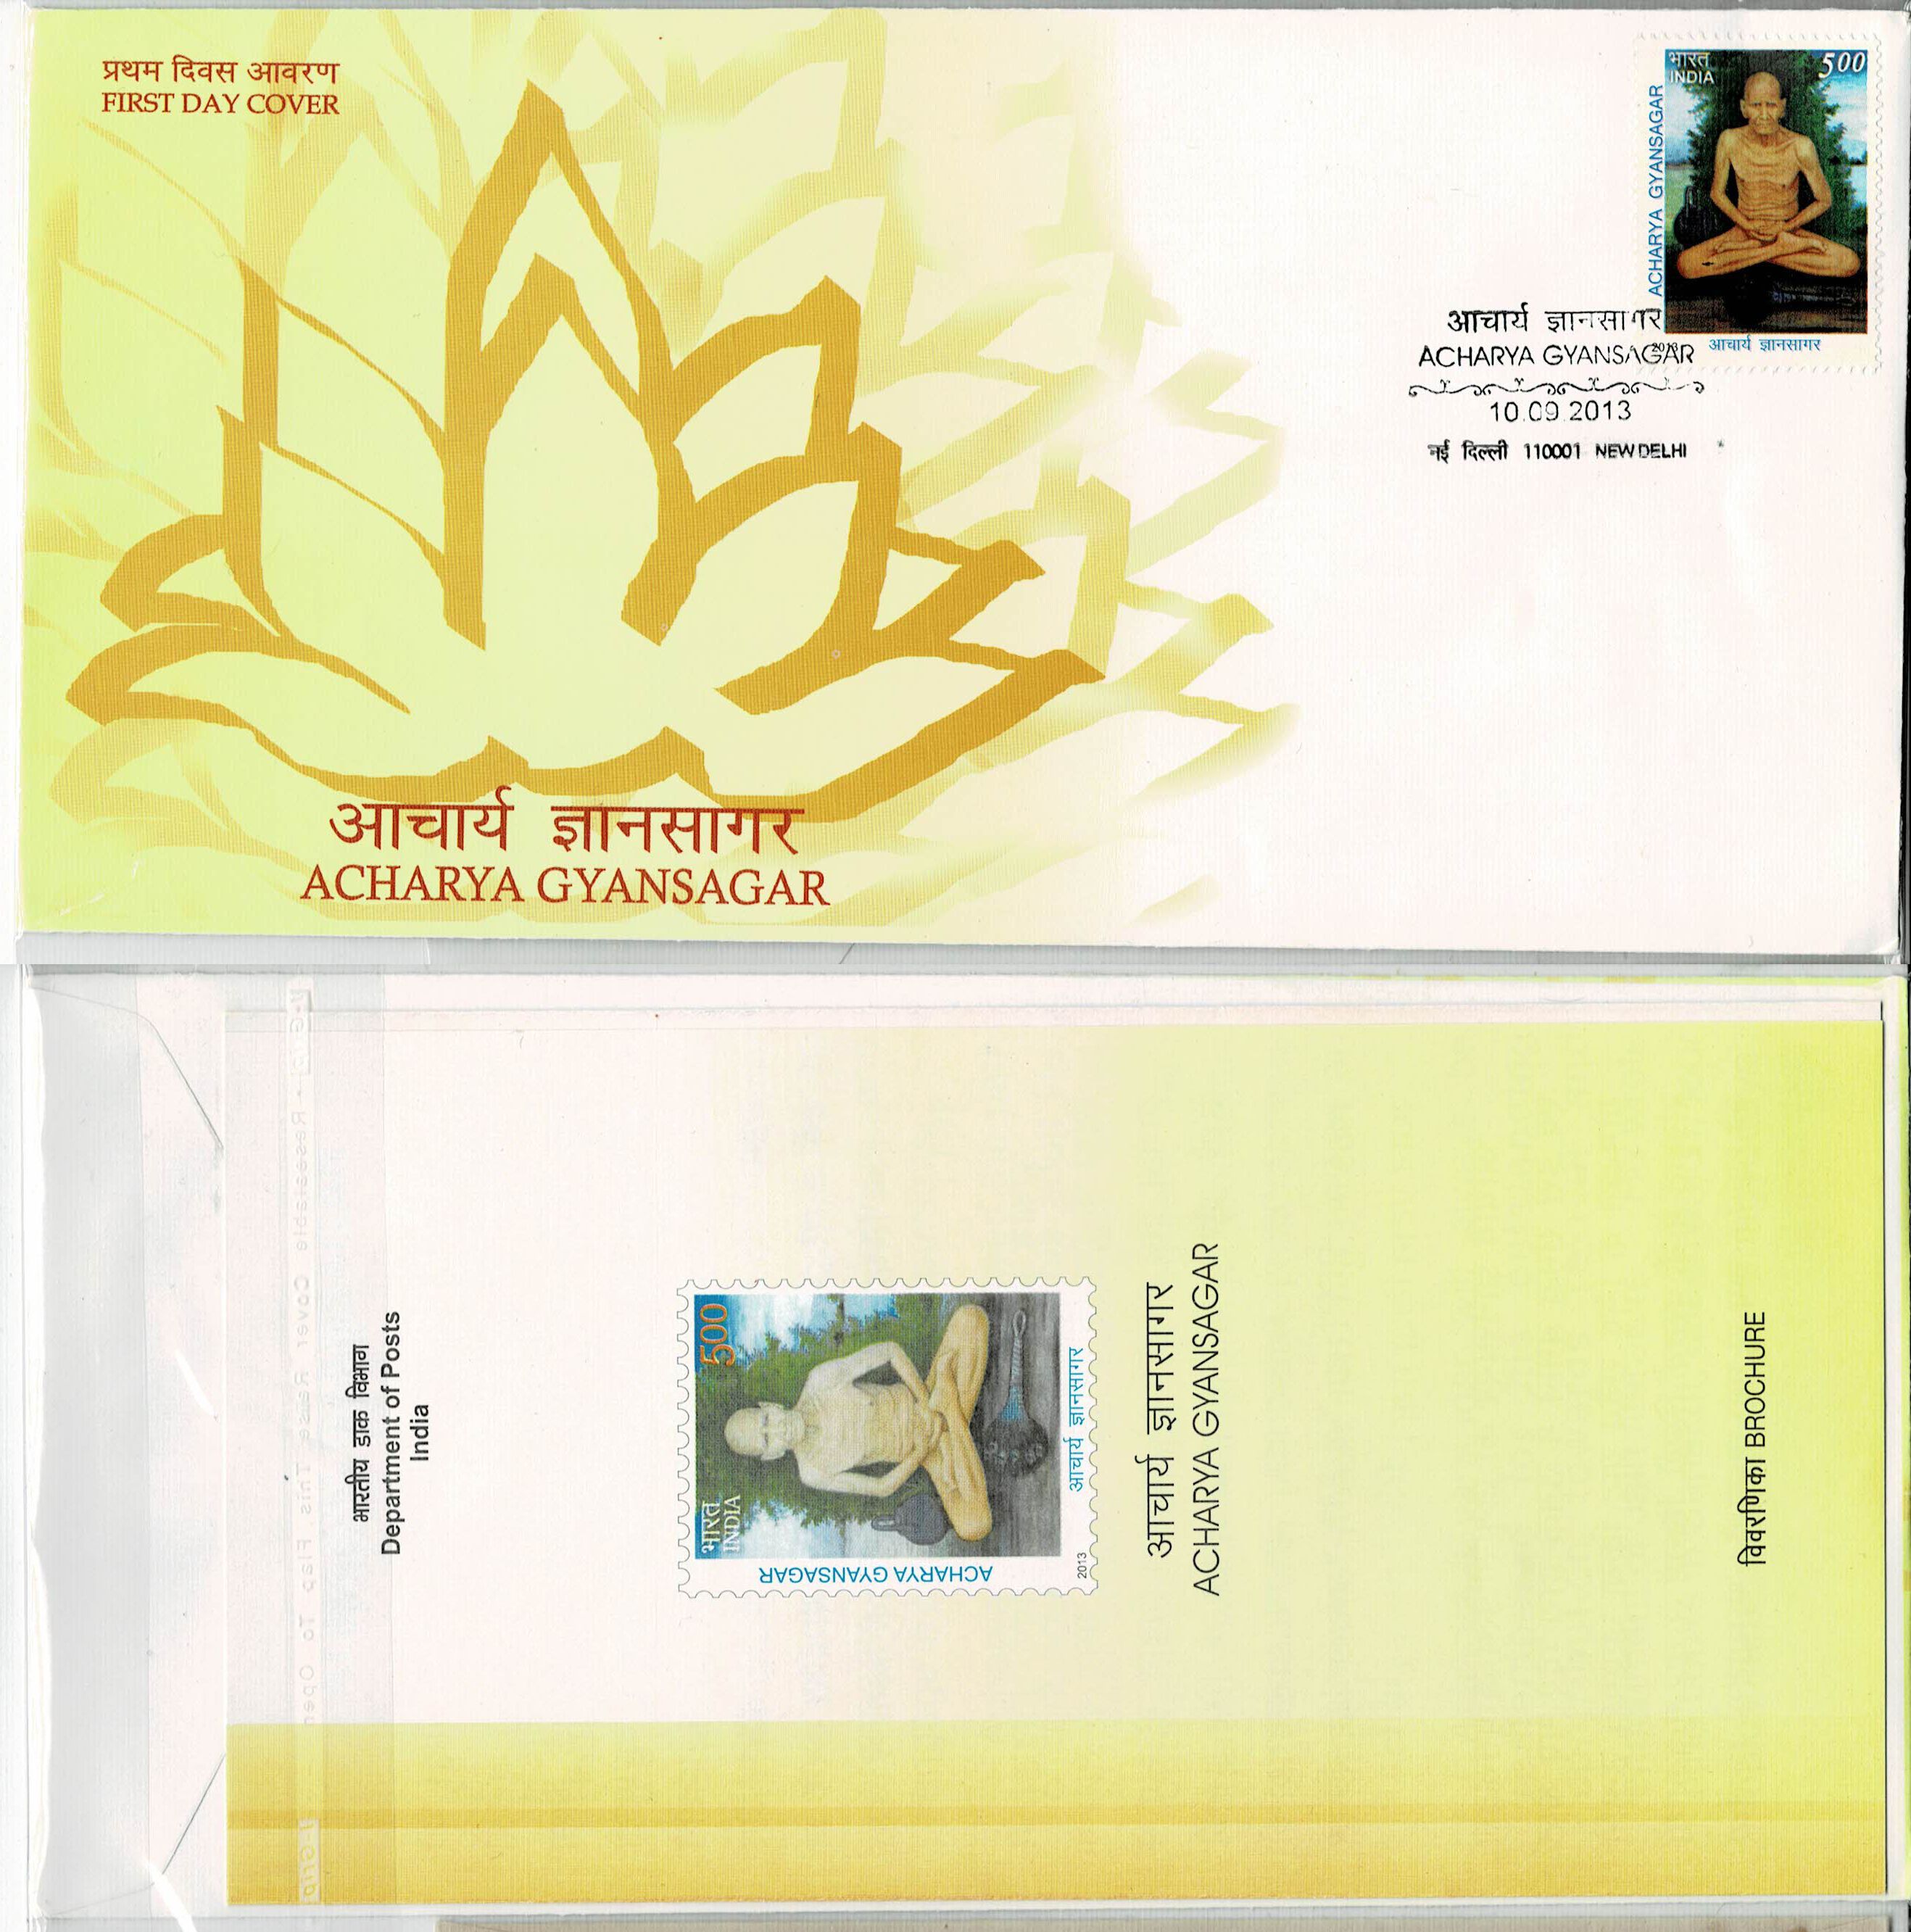 प्रथम दिवस आवरण
FIRST DAY COVER
भारत
INDIA
500
ACHARYA GYANSAGAR
आचार्य ज्ञानसागर
2013
आचार्य ज्ञानसागर
ACHARYA GYANSAGAR
10.09.2013
नई दिल्ली 110001 NEW DELHI
आचार्य ज्ञानसागर
ACHARYA GYANSAGAR
Resealable Cover Raise This Flap To Open
भारतीय डाक विभाग
Department of Posts
India
भारत
INDIA
500
ACHARYA GYANSAGAR
2013
आचार्य ज्ञानसागर
आचार्य ज्ञानसागर
ACHARYA GYANSAGAR
विवरणिका BROCHURE